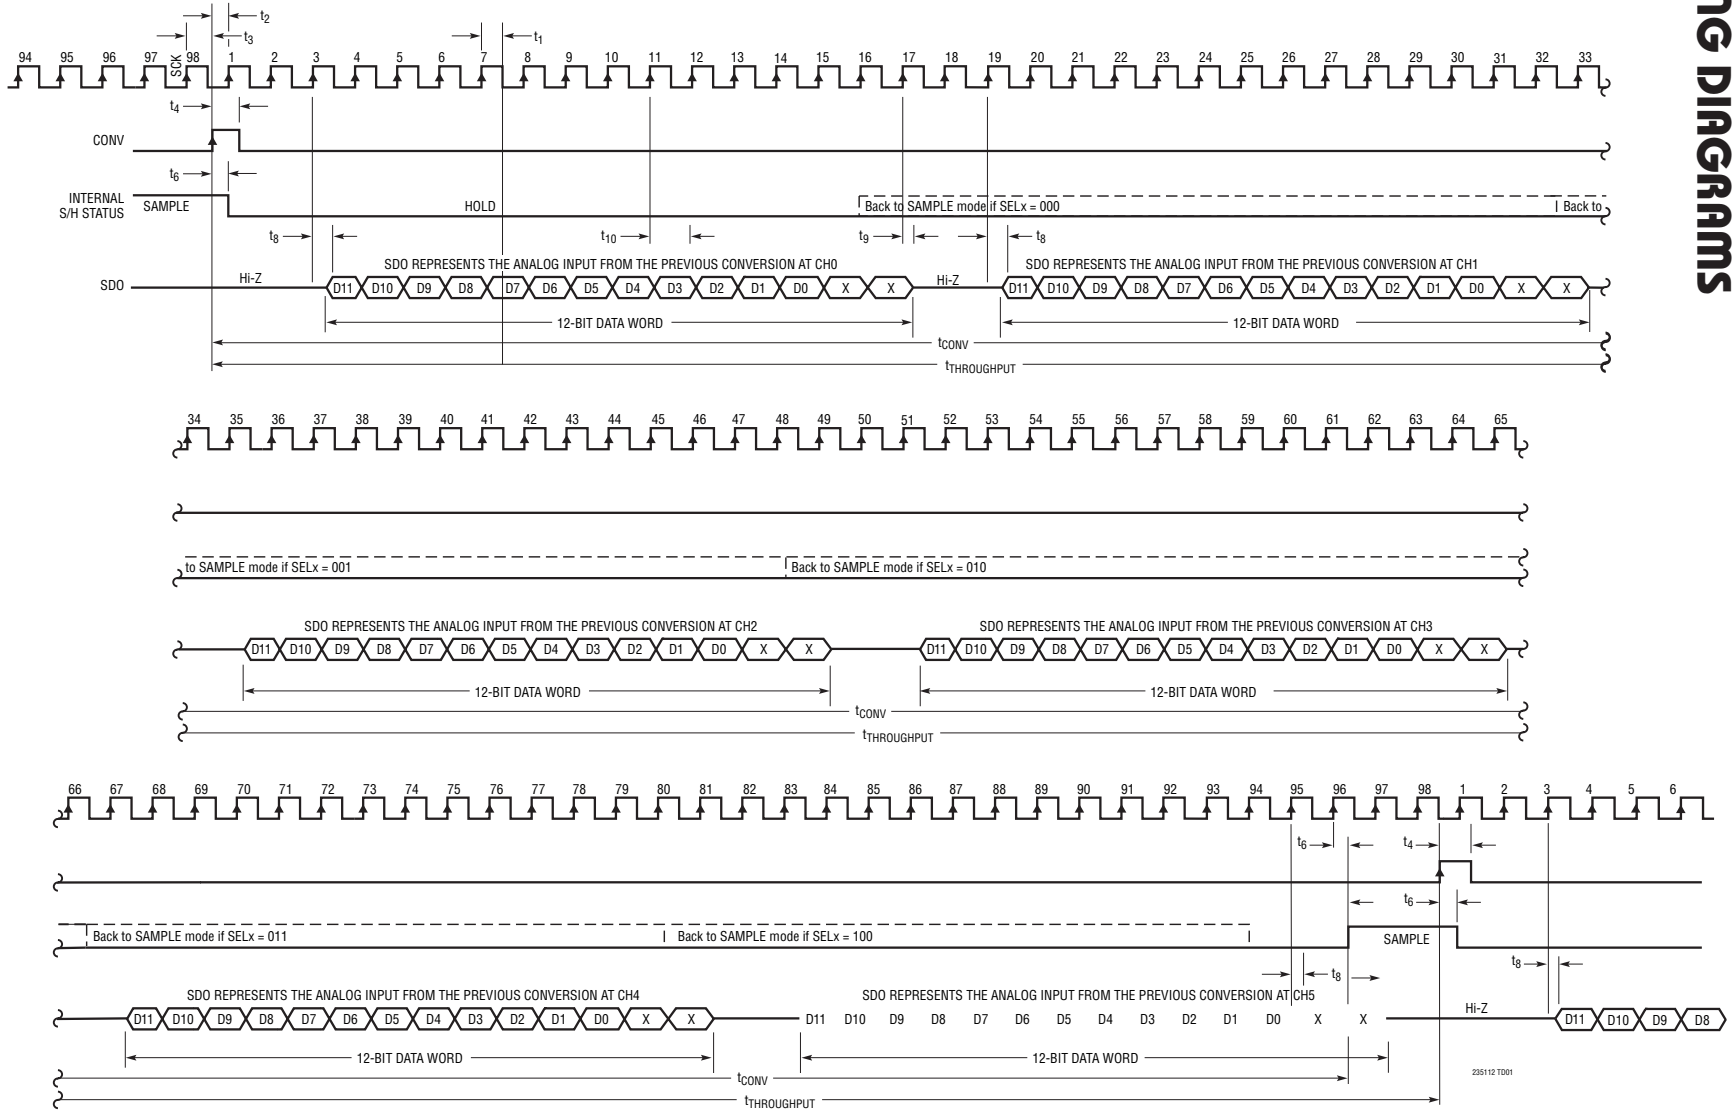 NG DIAGRAMS
t2
t3
t1
94 95 96 97 SCK 98 1 2 3 4 5 6 7 8 9 10 11 12 13 14 15 16 17 18 19 20 21 22 23 24 25 26 27 28 29 30 31 32 33
t4
CONV
t6
INTERNAL
S/H STATUS
SAMPLE HOLD Back to SAMPLE mode if SELx = 000 Back to
t8 t10 t9 t8
SDO REPRESENTS THE ANALOG INPUT FROM THE PREVIOUS CONVERSION AT CH0 SDO REPRESENTS THE ANALOG INPUT FROM THE PREVIOUS CONVERSION AT CH1
SDO Hi-Z D11 D10 D9 D8 D7 D6 D5 D4 D3 D2 D1 D0 X X Hi-Z D11 D10 D9 D8 D7 D6 D5 D4 D3 D2 D1 D0 X X
12-BIT DATA WORD 12-BIT DATA WORD
tCONV
tTHROUGHPUT
34 35 36 37 38 39 40 41 42 43 44 45 46 47 48 49 50 51 52 53 54 55 56 57 58 59 60 61 62 63 64 65
to SAMPLE mode if SELx = 001 Back to SAMPLE mode if SELx = 010
SDO REPRESENTS THE ANALOG INPUT FROM THE PREVIOUS CONVERSION AT CH2 SDO REPRESENTS THE ANALOG INPUT FROM THE PREVIOUS CONVERSION AT CH3
D11 D10 D9 D8 D7 D6 D5 D4 D3 D2 D1 D0 X X D11 D10 D9 D8 D7 D6 D5 D4 D3 D2 D1 D0 X X
12-BIT DATA WORD 12-BIT DATA WORD
tCONV
tTHROUGHPUT
66 67 68 69 70 71 72 73 74 75 76 77 78 79 80 81 82 83 84 85 86 87 88 89 90 91 92 93 94 95 96 97 98 1 2 3 4 5 6
t6 t4
t6
Back to SAMPLE mode if SELx = 011 Back to SAMPLE mode if SELx = 100 SAMPLE
t8 t8
SDO REPRESENTS THE ANALOG INPUT FROM THE PREVIOUS CONVERSION AT CH4 SDO REPRESENTS THE ANALOG INPUT FROM THE PREVIOUS CONVERSION AT CH5
D11 D10 D9 D8 D7 D6 D5 D4 D3 D2 D1 D0 X X D11 D10 D9 D8 D7 D6 D5 D4 D3 D2 D1 D0 X X Hi-Z D11 D10 D9 D8
12-BIT DATA WORD 12-BIT DATA WORD
tCONV
235112 TD01
tTHROUGHPUT